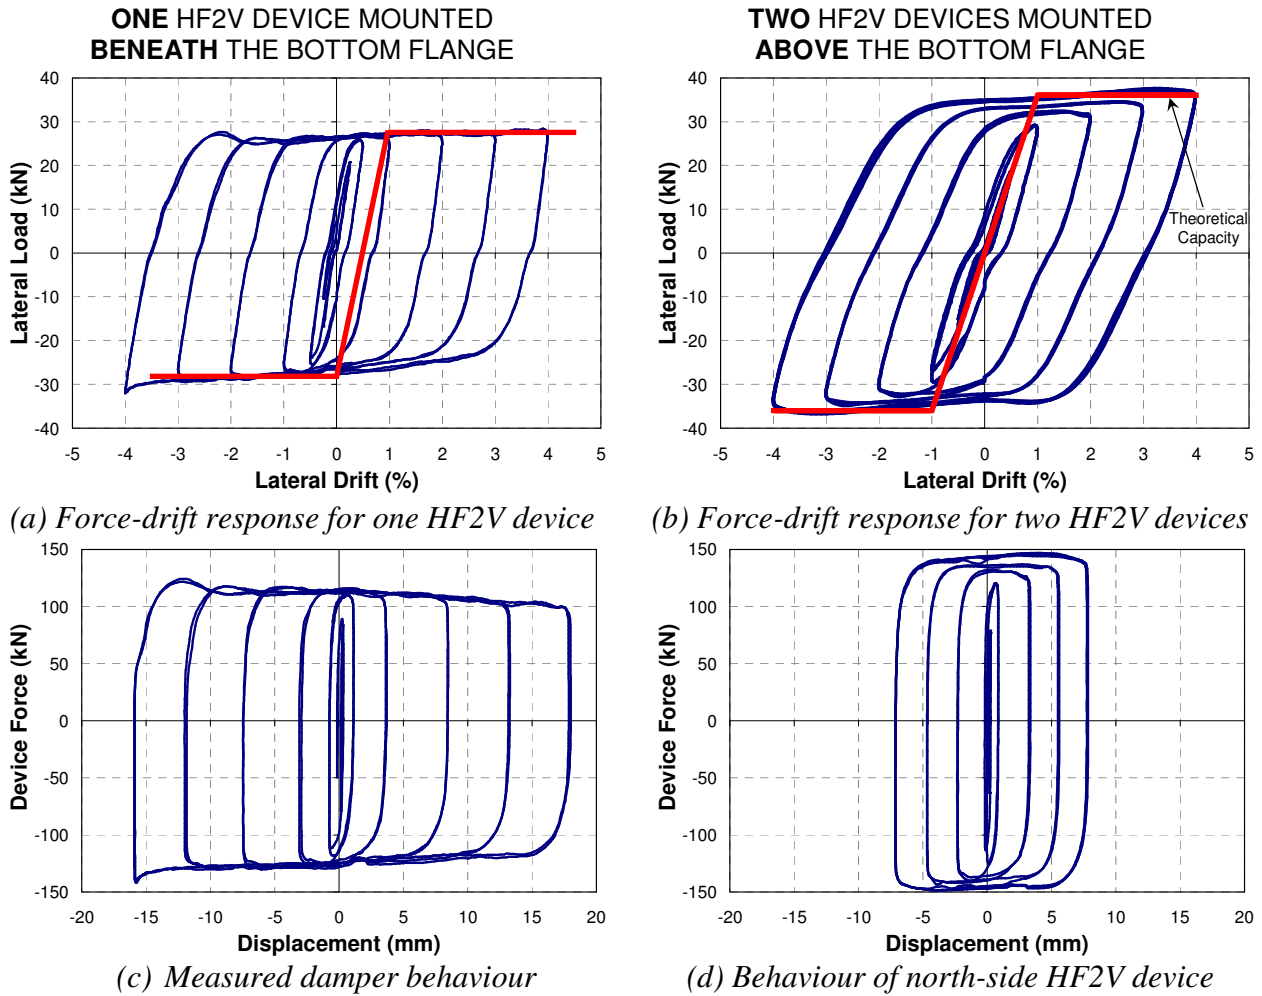 ONE HF2V DEVICE MOUNTED
BENEATH THE BOTTOM FLANGE
TWO HF2V DEVICES MOUNTED
ABOVE THE BOTTOM FLANGE
40
30
20
10
0
-10
-20
-30
-40
Lateral Load (kN)
-5 -4 -3 -2 -1 0 1 2 3 4 5
Lateral Drift (%)
(a) Force-drift response for one HF2V device
40
30
20
10
0
-10
-20
-30
-40
Lateral Load (kN)
Theoretical
Capacity
-5 -4 -3 -2 -1 0 1 2 3 4 5
Lateral Drift (%)
(b) Force-drift response for two HF2V devices
150
100
50
0
-50
-100
-150
Device Force (kN)
-20 -15 -10 -5 0 5 10 15 20
Displacement (mm)
(c) Measured damper behaviour
150
100
50
0
-50
-100
-150
Device Force (kN)
-20 -15 -10 -5 0 5 10 15 20
Displacement (mm)
(d) Behaviour of north-side HF2V device